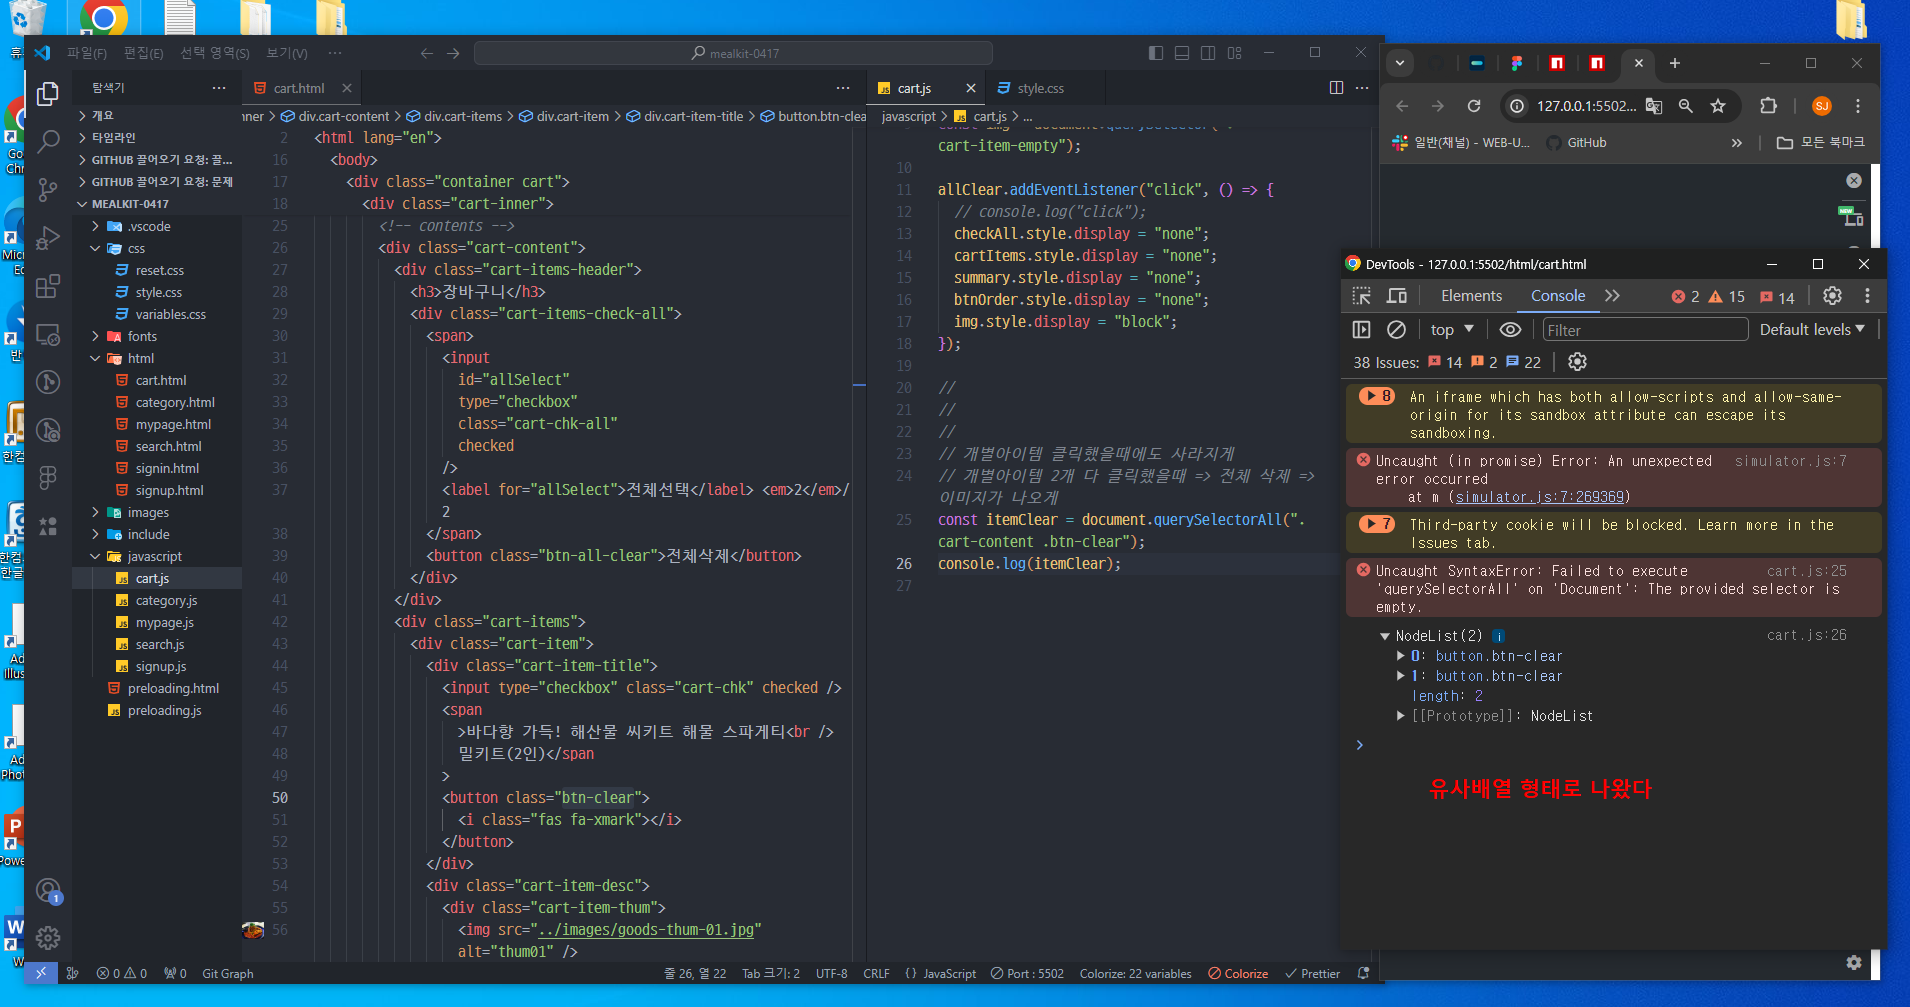 파일(F) 편집(E) 선택 영역(S) 보기(V) ···
mealkit-0417
탐색기
개요
타임라인
GITHUB 끌어오기 요청: 끌...
GITHUB 끌어오기 요청: 문제
MEALKIT-0417
.vscode
css
reset.css
style.css
variables.css
fonts
html
cart.html
category.html
mypage.html
search.html
signin.html
signup.html
images
include
javascript
cart.js
category.js
mypage.js
search.js
signup.js
preloading.html
preloading.js
cart.html
nner > div.cart-content > div.cart-items > div.cart-item > div.cart-item-title > button.btn-clea
2 <html lang="en">
16 <body>
17 <div class="container cart">
18 <div class="cart-inner">
25 <!-- contents -->
26 <div class="cart-content">
27 <div class="cart-items-header">
28 <h3>장바구니</h3>
29 <div class="cart-items-check-all">
30 <span>
31 <input
32 id="allSelect"
33 type="checkbox"
34 class="cart-chk-all"
35 checked
36 />
37 <label for="allSelect">전체선택</label> <em>2</em>/
2
38 </span>
39 <button class="btn-all-clear">전체삭제</button>
40 </div>
41 </div>
42 <div class="cart-items">
43 <div class="cart-item">
44 <div class="cart-item-title">
45 <input type="checkbox" class="cart-chk" checked />
46 <span
47 >바다향 가득! 해산물 씨키트 해물 스파게티<br />
48 밀키트(2인)</span
49 >
50 <button class="btn-clear">
51 <i class="fas fa-xmark"></i>
52 </button>
53 </div>
54 <div class="cart-item-desc">
55 <div class="cart-item-thum">
56 <img src="../images/goods-thum-01.jpg"
alt="thum01" />
cart.js
style.css
javascript > cart.js > ...
cart-item-empty");
10
11 allClear.addEventListener("click", () => {
12 // console.log("click");
13 checkAll.style.display = "none";
14 cartItems.style.display = "none";
15 summary.style.display = "none";
16 btnOrder.style.display = "none";
17 img.style.display = "block";
18 });
19
20 //
21 //
22 //
23 // 개별아이템 클릭했을때에도 사라지게
24 // 개별아이템 2개 다 클릭했을때 => 전체 삭제 =>
이미지가 나오게
25 const itemClear = document.querySelectorAll(".
cart-content .btn-clear");
26 console.log(itemClear);
27
0 0 0 Git Graph
줄 26, 열 22 Tab 크기: 2 UTF-8 CRLF {} JavaScript Port : 5502 Colorize: 22 variables Colorize Prettier
127.0.0.1:5502...
SJ
일반(채널) - WEB-U... GitHub » 모든 북마크
NEW
DevTools - 127.0.0.1:5502/html/cart.html
Elements Console 2 15 14
top Filter Default levels
38 Issues: 14 2 22
8 An iframe which has both allow-scripts and allow-same-
origin for its sandbox attribute can escape its
sandboxing.
Uncaught (in promise) Error: An unexpected simulator.js:7
error occurred
at m (simulator.js:7:269369)
7 Third-party cookie will be blocked. Learn more in the
Issues tab.
Uncaught SyntaxError: Failed to execute cart.js:25
'querySelectorAll' on 'Document': The provided selector is
empty.
NodeList(2) i cart.js:26
0: button.btn-clear
1: button.btn-clear
length: 2
[[Prototype]]: NodeList
유사배열 형태로 나왔다